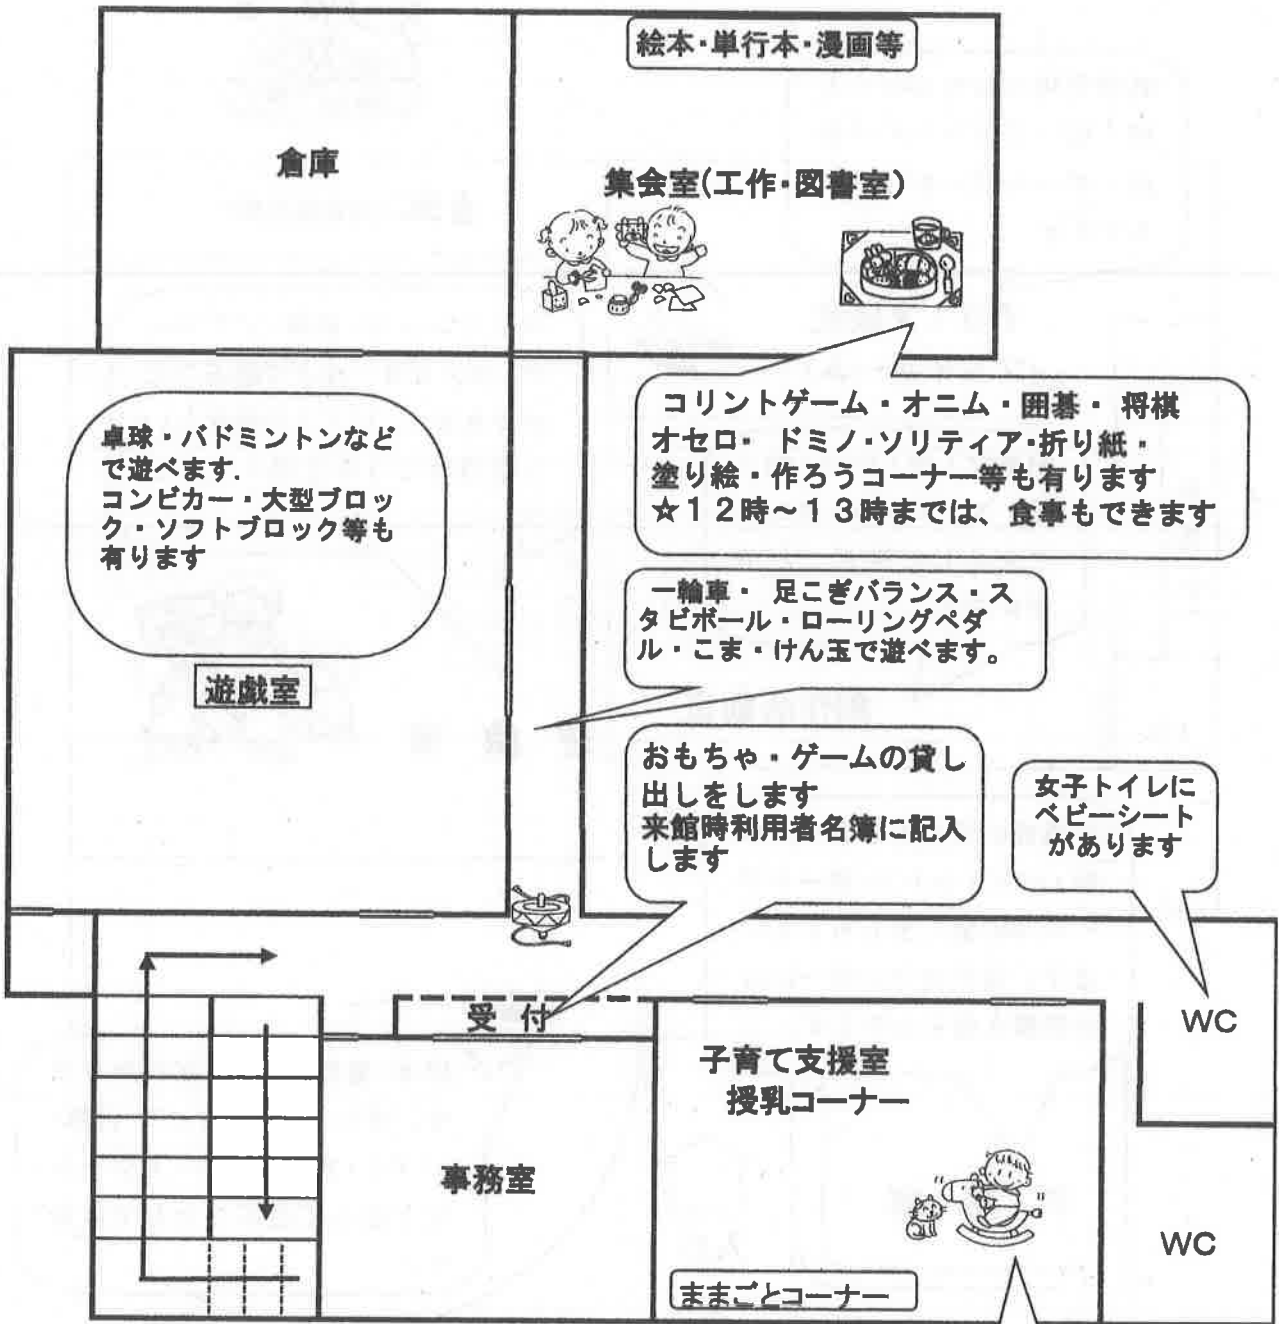 絵本・単行本・漫画等
倉庫
集会室(工作・図書室)
コリントゲーム・オニム・囲碁・ 将棋
オセロ・ ドミノ・ソリティア・折り紙・
塗り絵・作ろうコーナー等も有ります
☆12時～13時までは、食事もできます
卓球・バドミントンなど
で遊べます.
コンビカー・大型ブロッ
ク・ソフトブロック等も
有ります
遊戯室
一輪車・ 足こぎバランス・ス
タビボール・ローリングペダ
ル・こま・けん玉で遊べます。
おもちゃ・ゲームの貸し
出しをします
来館時利用者名簿に記入
します
女子トイレに
ベビーシート
があります
受 付
WC
子育て支援室
授乳コーナー
事務室
WC
ままごとコーナー